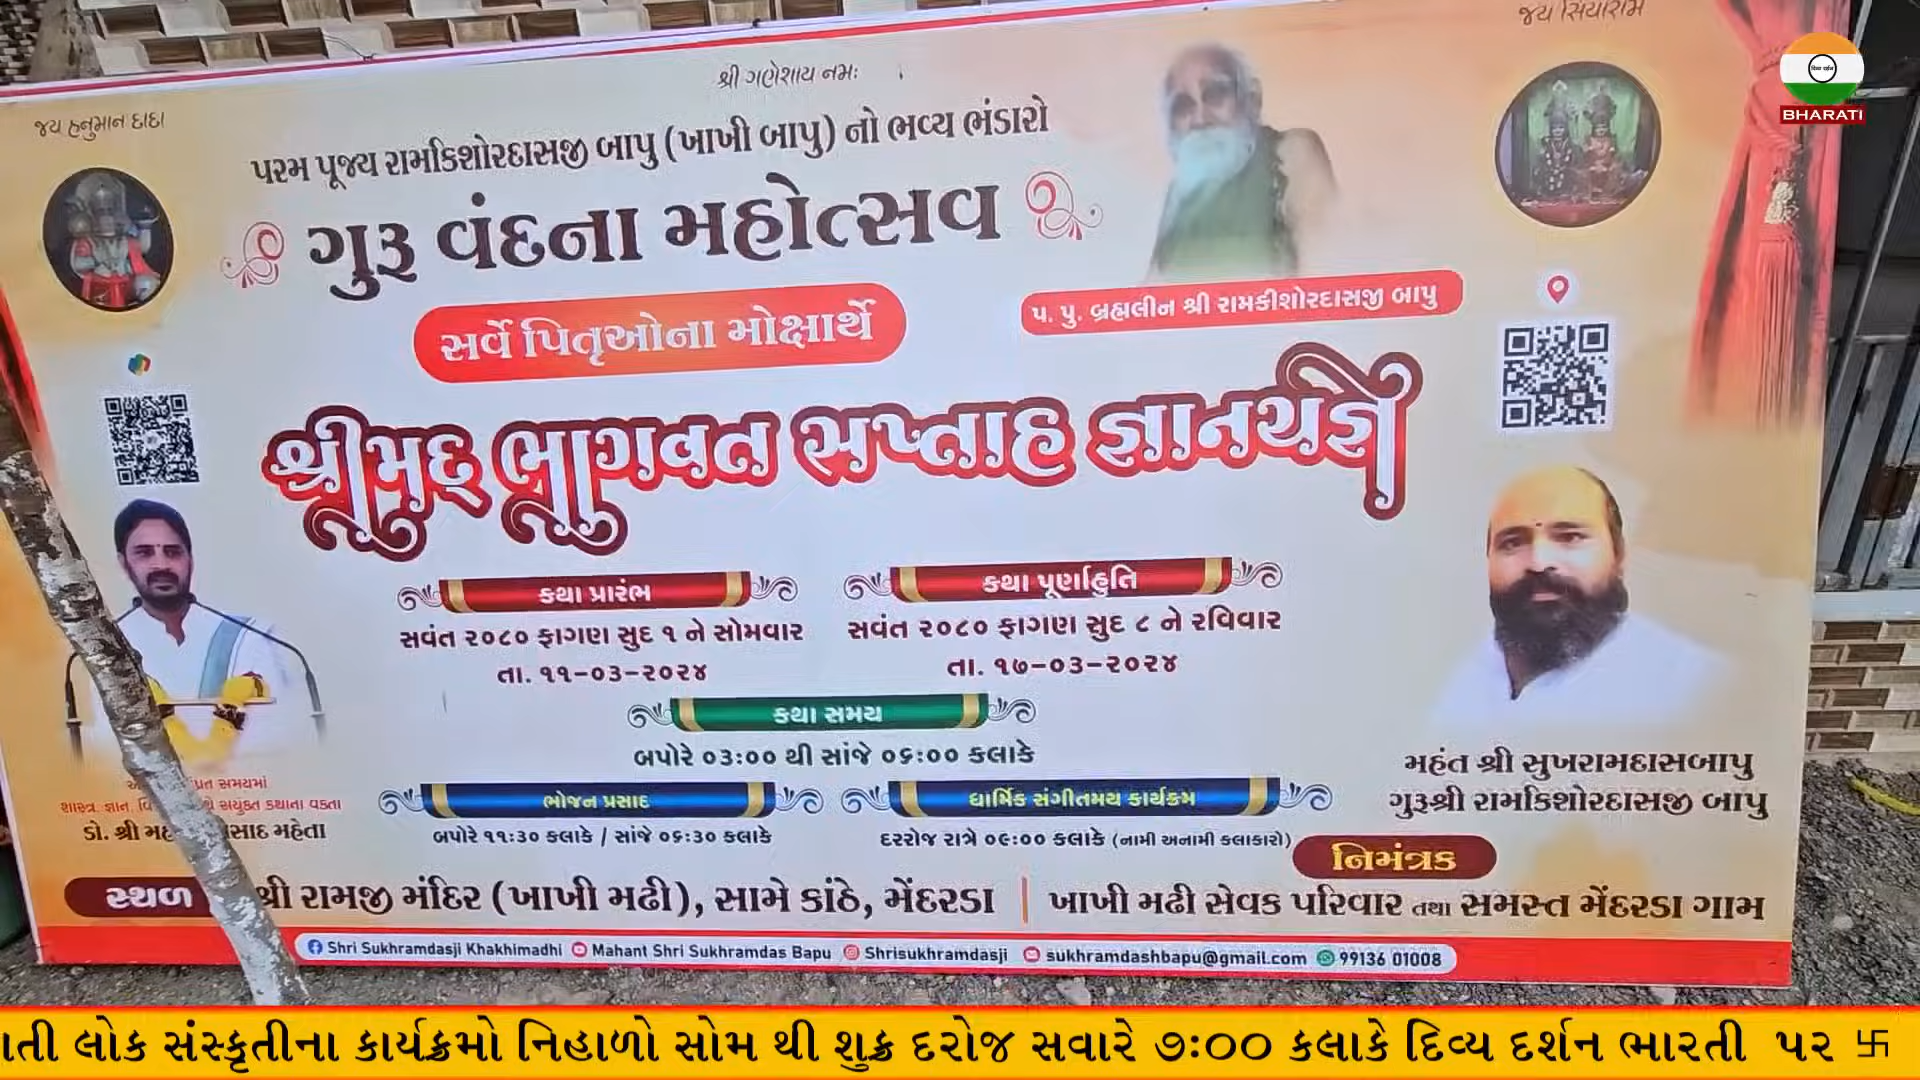 શ્રી ગણેશાય નમઃ
જય સિયારામ
જય હનુમાન દાદા
પરમ પૂજ્ય રામકિશોરદાસજી બાપુ (ખાખી બાપુ) નો ભવ્ય ભંડારો
ગુરૂ વંદના મહોત્સવ
સર્વે પિતૃઓના મોક્ષાર્થે
પ. પુ. બ્રહ્મલીન શ્રી રામકીશોરદાસજી બાપુ
શ્રીમદ્ ભાગવત સપ્તાહ જ્ઞાનયજ્ઞ
કથા પ્રારંભ
સવંત ૨૦૮૦ ફાગણ સુદ ૧ ને સોમવાર
તા. ૧૧-૦૩-૨૦૨૪
કથા પૂર્ણાહુતિ
સવંત ૨૦૮૦ ફાગણ સુદ ૮ ને રવિવાર
તા. ૧૭-૦૩-૨૦૨૪
કથા સમય
બપોરે ૦૩:૦૦ થી સાંજે ૦૬:૦૦ કલાકે
ભોજન પ્રસાદ
બપોરે ૧૧:૩૦ કલાકે / સાંજે ૦૬:૩૦ કલાકે
ધાર્મિક સંગીતમય કાર્યક્રમ
દરરોજ રાત્રે ૦૯:૦૦ કલાકે (નામી અનામી કલાકારો)
સમયમાં
શાસ્ત્ર, જ્ઞાન, સંયુક્ત કથાના વક્તા
ડો. શ્રી મહેતા
મહંત શ્રી સુખરામદાસબાપુ
ગુરૂશ્રી રામકિશોરદાસજી બાપુ
નિમંત્રક
સ્થળ શ્રી રામજી મંદિર (ખાખી મઢી), સામે કાંઠે, મેંદરડા
ખાખી મઢી સેવક પરિવાર તથા સમસ્ત મેંદરડા ગામ
Shri Sukhramdasji Khakhimadhi Mahant Shri Sukhramdas Bapu Shrisukhramdasji sukhramdashbapu@gmail.com 99136 01008
BHARATI
લોક સંસ્કૃતીના કાર્યક્રમો નિહાળો સોમ થી શુક્ર દરોજ સવારે ૭:૦૦ કલાકે દિવ્ય દર્શન ભારતી પર 卐